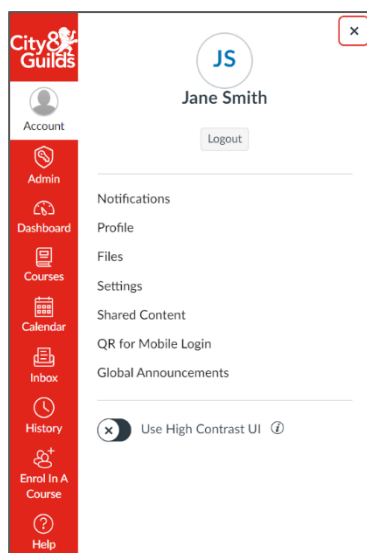 City&
Guilds
Account
Admin
Dashboard
Courses
Calendar
Inbox
History
Enrol In A
Course
Help
JS
Jane Smith
Logout
Notifications
Profile
Files
Settings
Shared Content
QR for Mobile Login
Global Announcements
Use High Contrast UI